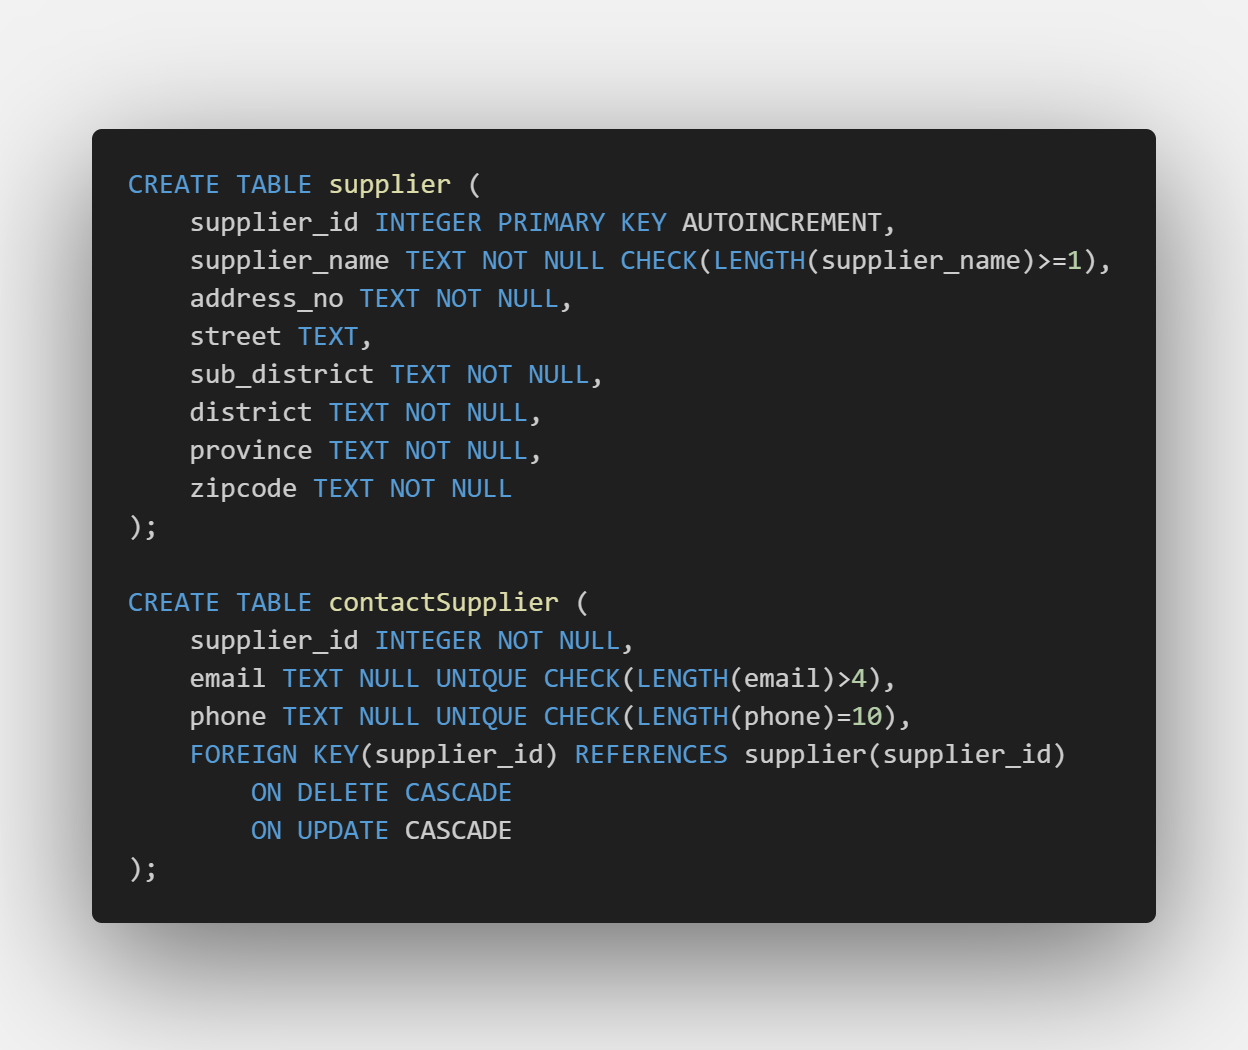 CREATE TABLE supplier (
    supplier_id INTEGER PRIMARY KEY AUTOINCREMENT,
    supplier_name TEXT NOT NULL CHECK(LENGTH(supplier_name)>=1),
    address_no TEXT NOT NULL,
    street TEXT,
    sub_district TEXT NOT NULL,
    district TEXT NOT NULL,
    province TEXT NOT NULL,
    zipcode TEXT NOT NULL
);

CREATE TABLE contactSupplier (
    supplier_id INTEGER NOT NULL,
    email TEXT NULL UNIQUE CHECK(LENGTH(email)>4),
    phone TEXT NULL UNIQUE CHECK(LENGTH(phone)=10),
    FOREIGN KEY(supplier_id) REFERENCES supplier(supplier_id)
        ON DELETE CASCADE
        ON UPDATE CASCADE
);